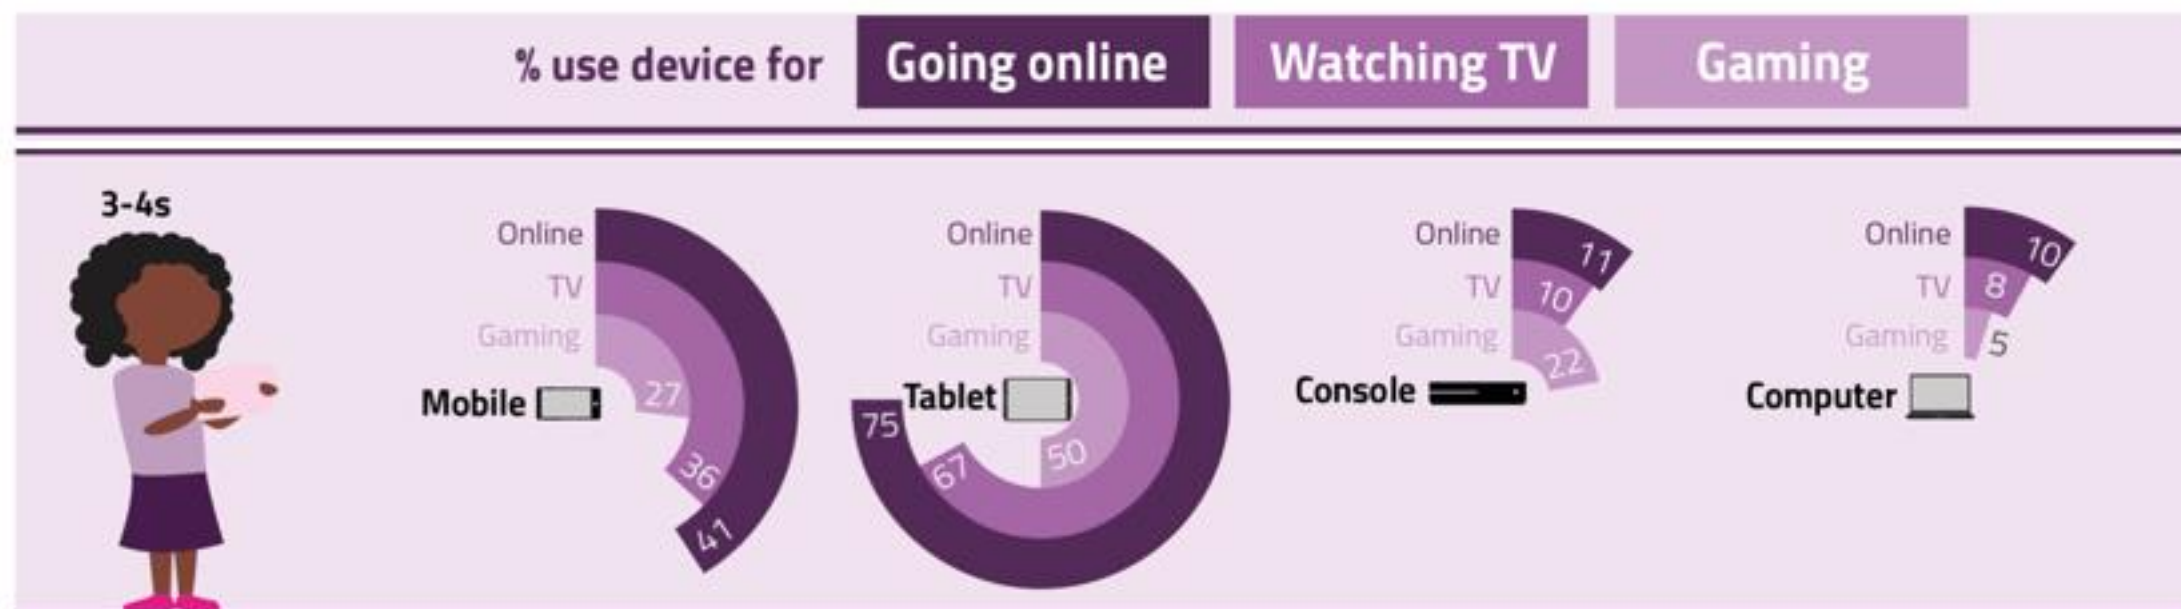 % use device for
Going online
Watching TV
Gaming
3-4s
Online
TV
Gaming
Mobile
27
36
41
Online
TV
Gaming
Tablet
75
67
50
Online
TV
Gaming
Console
11
10
22
Online
TV
Gaming
Computer
10
8
5